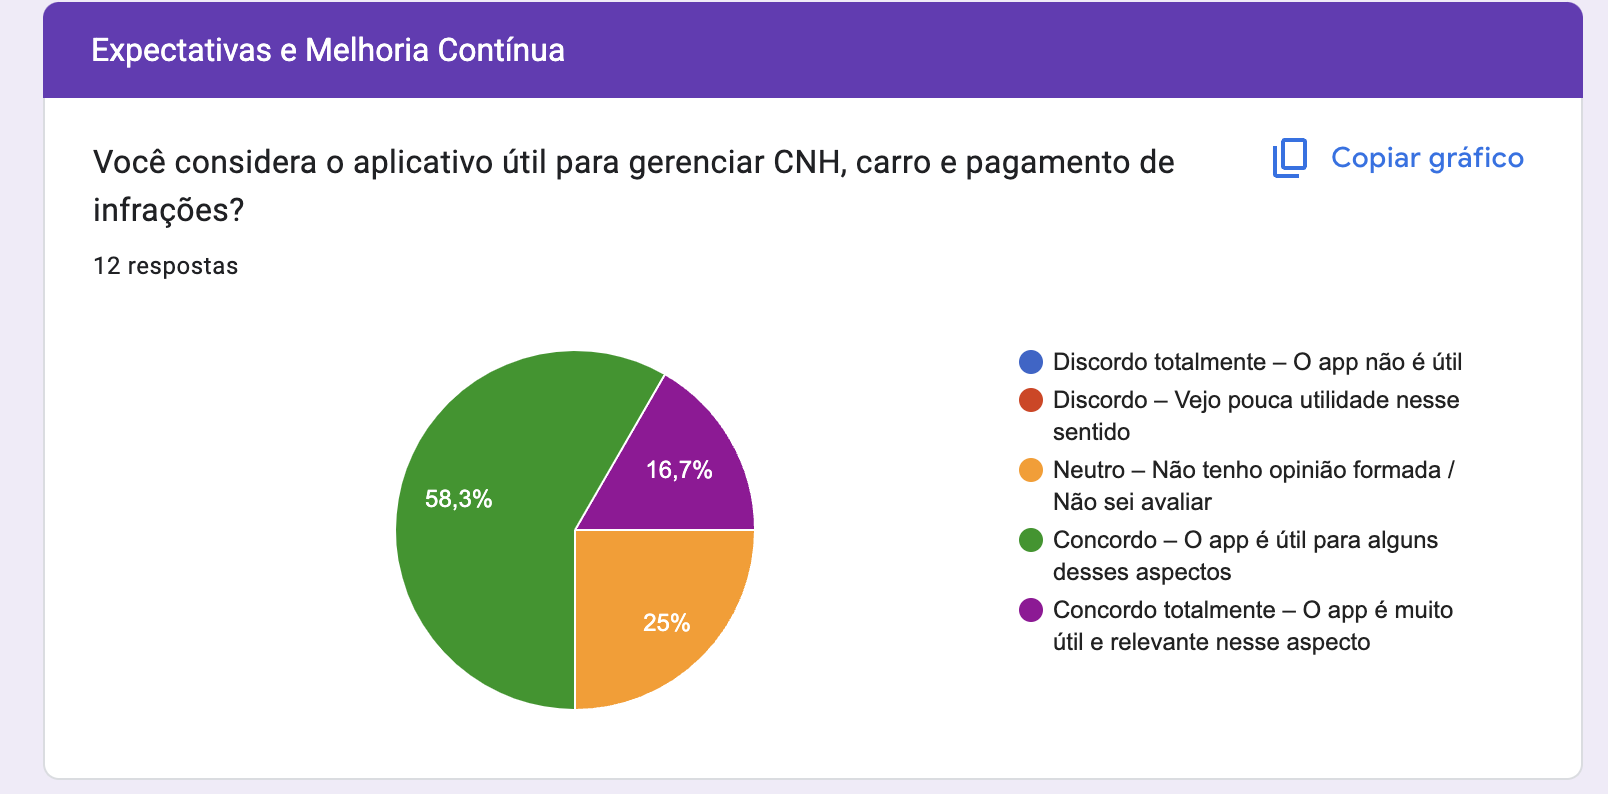 Expectativas e Melhoria Contínua
Você considera o aplicativo útil para gerenciar CNH, carro e pagamento de
infrações?
Copiar gráfico
12 respostas
58,3%
16,7%
25%
Discordo totalmente – O app não é útil
Discordo – Vejo pouca utilidade nesse
sentido
Neutro – Não tenho opinião formada /
Não sei avaliar
Concordo – O app é útil para alguns
desses aspectos
Concordo totalmente – O app é muito
útil e relevante nesse aspecto